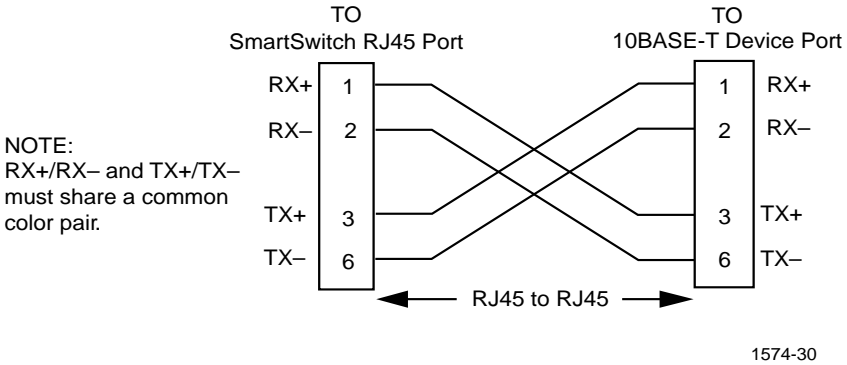 TO
SmartSwitch RJ45 Port
TO
10BASE-T Device Port
RX+ 1 1 RX+
RX– 2 2 RX–
NOTE:
RX+/RX– and TX+/TX–
must share a common
color pair.
TX+ 3 3 TX+
TX– 6 6 TX–
RJ45 to RJ45
1574-30